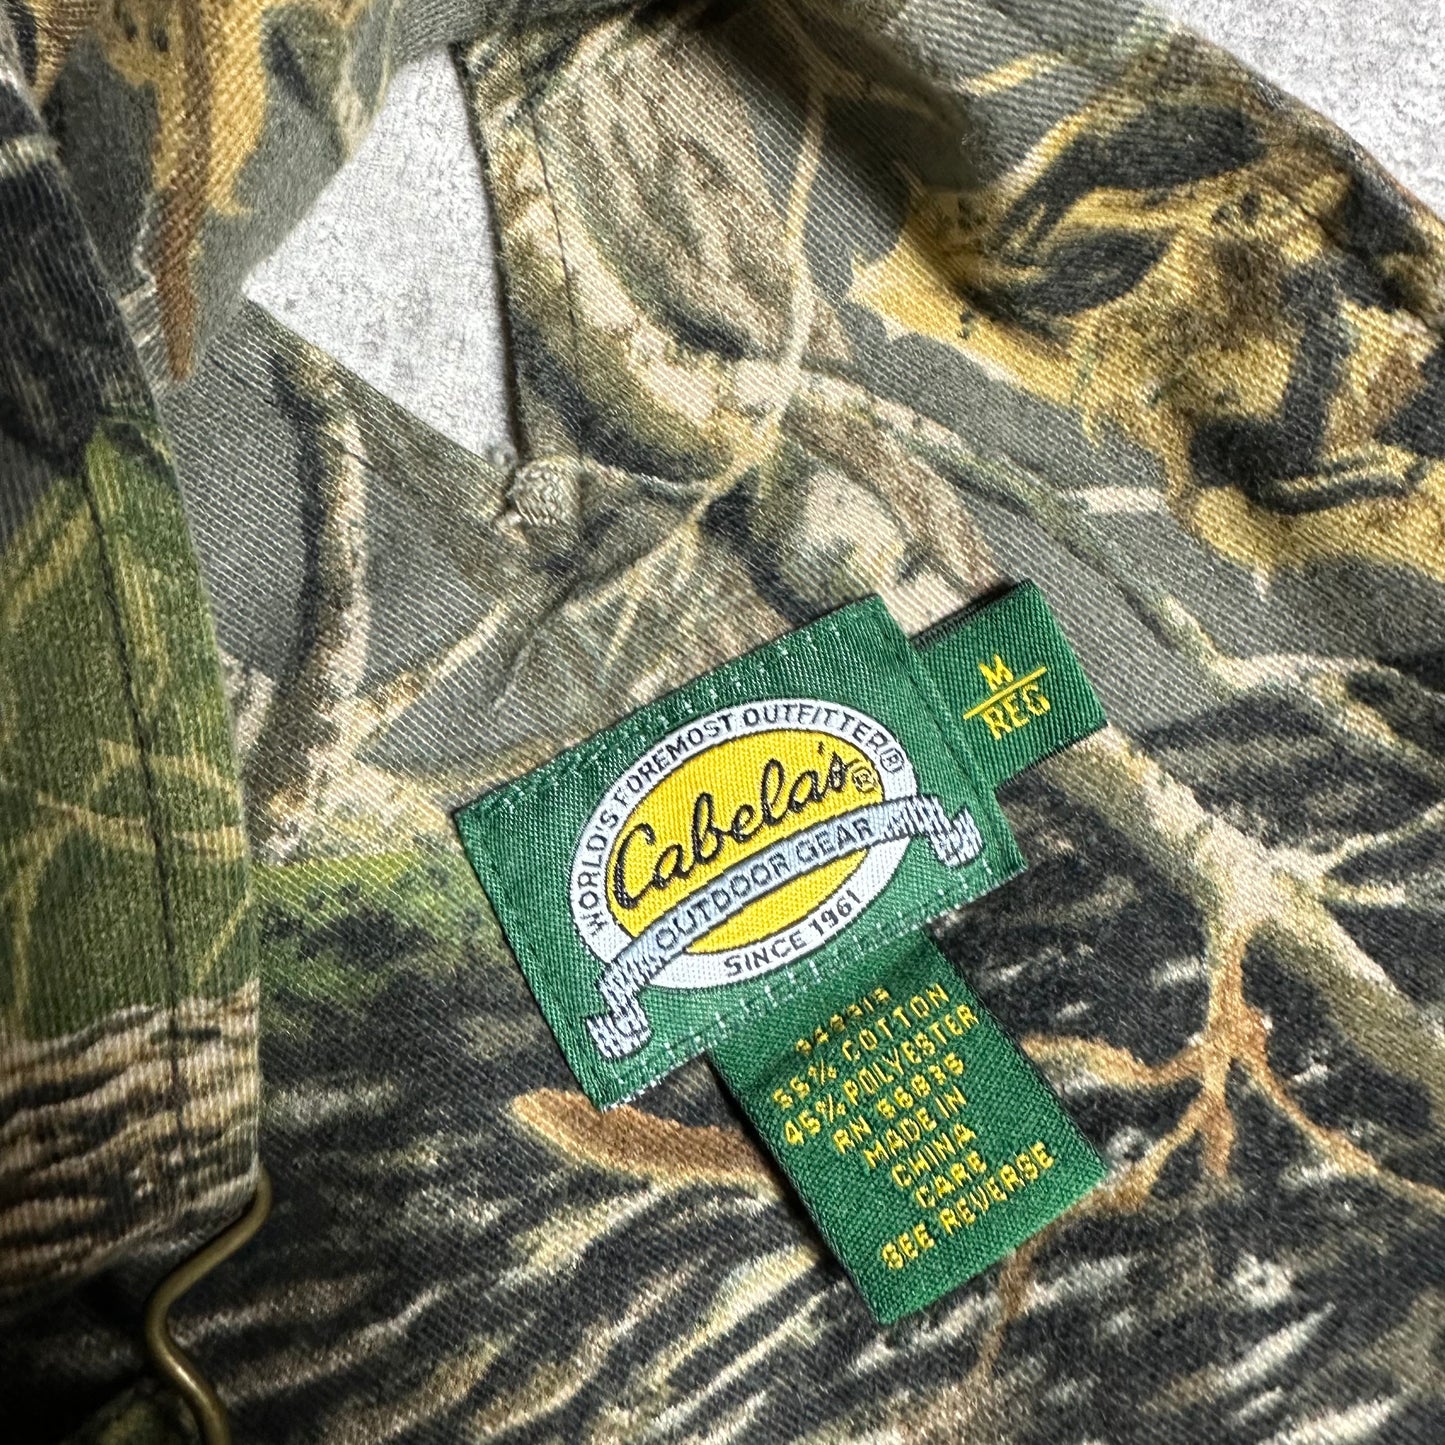 WORLD'S FOREMOST OUTFITTER®
Cabela's®
OUTDOOR GEAR
SINCE 1961
M
REG
55% COTTON
45% POLYESTER
RN 68835
MADE IN
CHINA
CARE
SEE REVERSE